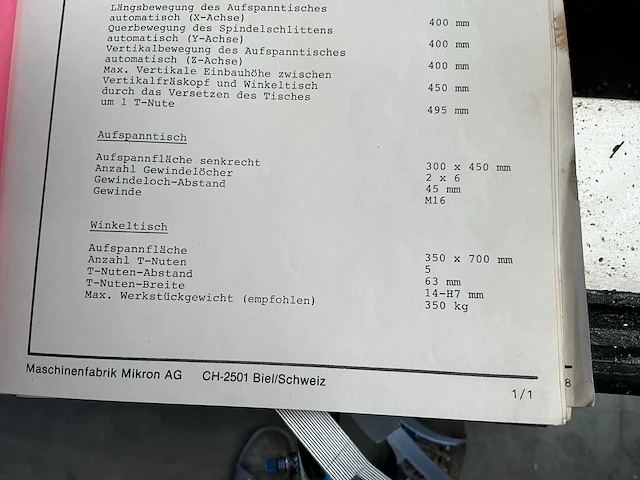 Längsbewegung des Aufspanntisches
automatisch (X-Achse) 400 mm
Querbewegung des Spindelschlittens
automatisch (Y-Achse) 400 mm
Vertikalbewegung des Aufspanntisches
automatisch (Z-Achse) 400 mm
Max. Vertikale Einbauhöhe zwischen
Vertikalfräskopf und Winkeltisch 450 mm
durch das Versetzen des Tisches
um 1 T-Nute 495 mm
Aufspanntisch
Aufspannfläche senkrecht 300 x 450 mm
Anzahl Gewindelöcher 2 x 6
Gewindeloch-Abstand 45 mm
Gewinde M16
Winkeltisch
Aufspannfläche 350 x 700 mm
Anzahl T-Nuten 5
T-Nuten-Abstand 63 mm
T-Nuten-Breite 14-H7 mm
Max. Werkstückgewicht (empfohlen) 350 kg
Maschinenfabrik Mikron AG CH-2501 Biel/Schweiz
1/1
8